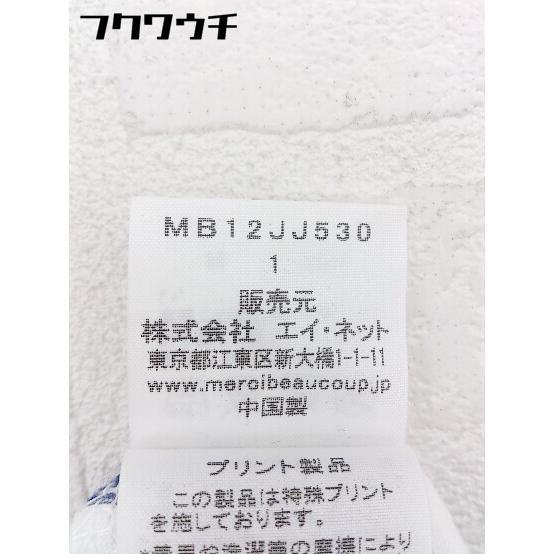 フクワウチ
MB12JJ530
1
販売元
株式会社 エイ・ネット
東京都江東区新大橋1-1-11
www.mercibeaucoup.jp
中国製
プリント製品
この製品は特殊プリント
を施しております。